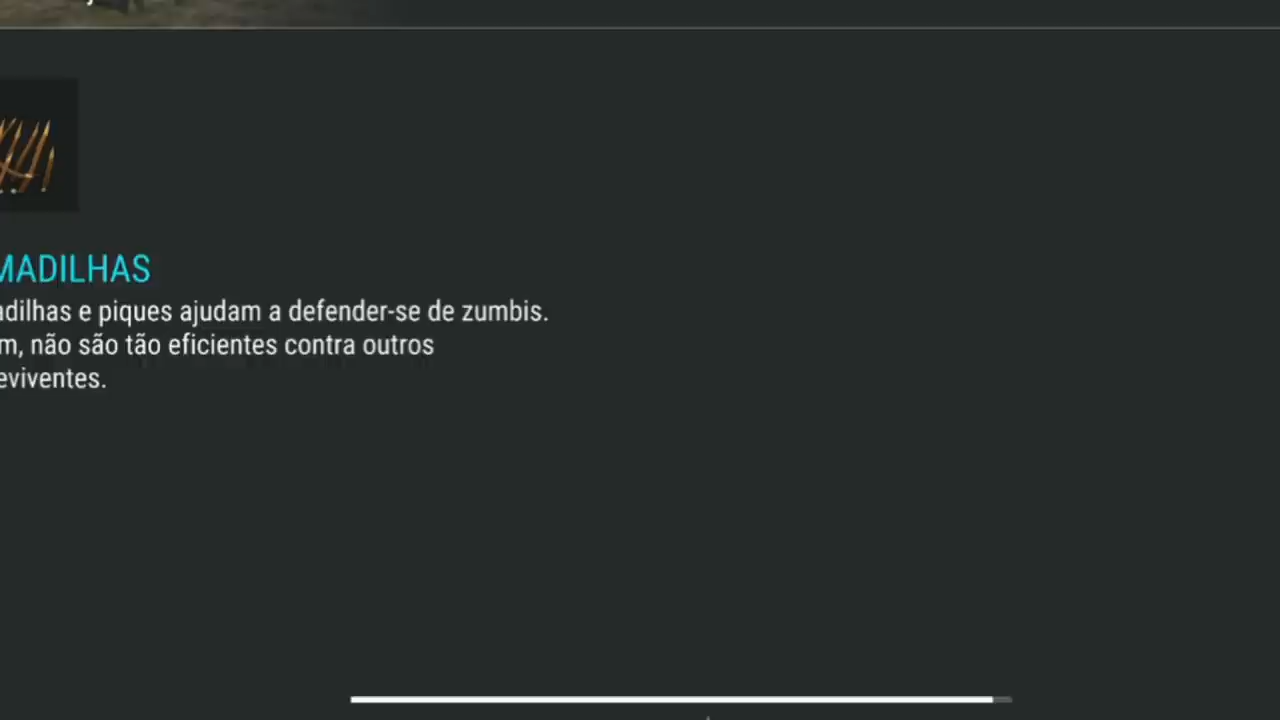 MADILHAS
adilhas e piques ajudam a defender-se de zumbis.
m, não são tão eficientes contra outros
eviventes.